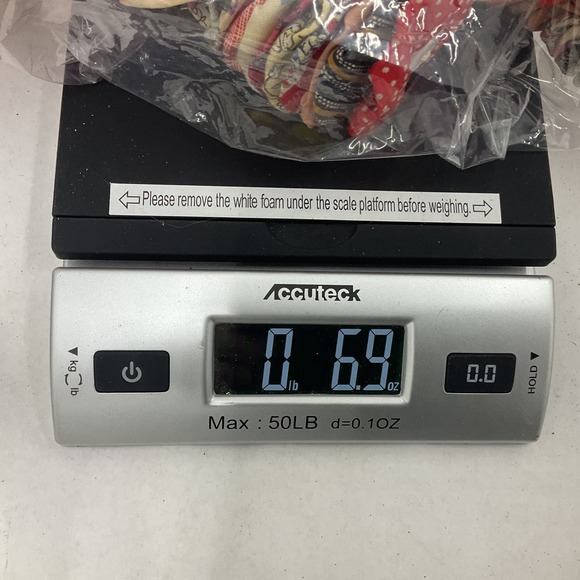 Please remove the white foam under the scale platform before weighing.
Accuteck
kg lb
0 lb 6.9 oz
0.0
HOLD
Max : 50LB d=0.1OZ